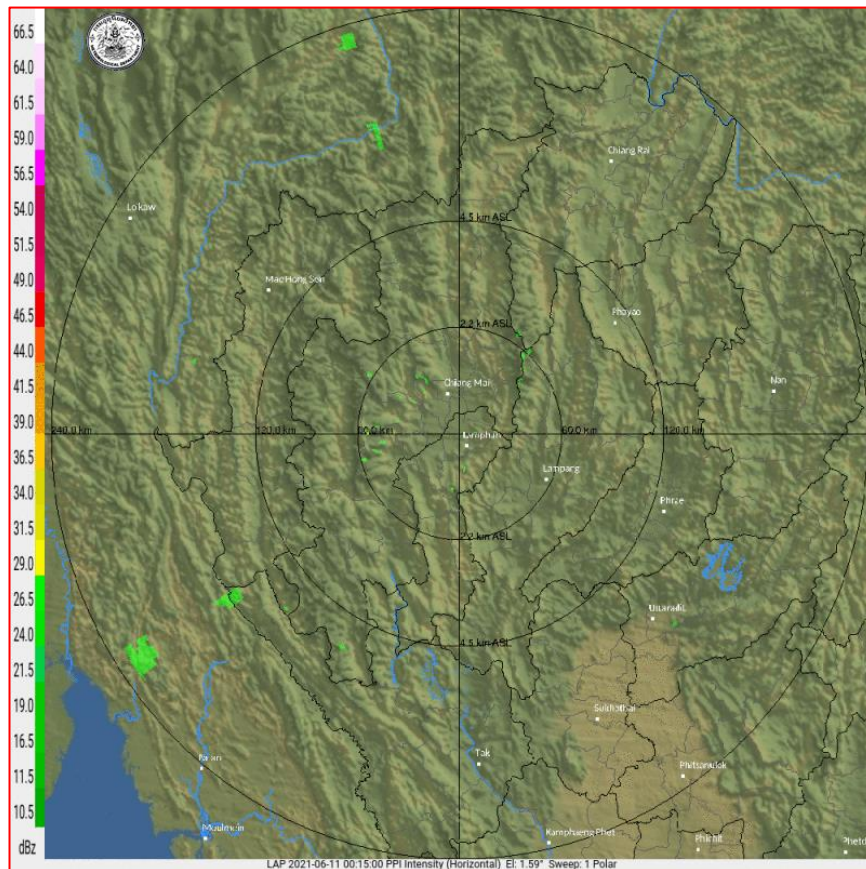 66.5
64.0
61.5
59.0
56.5
54.0
51.5
49.0
46.5
44.0
41.5
39.0
36.5
34.0
31.5
29.0
26.5
24.0
21.5
19.0
16.5
11.5
10.5
dBz
Chiang Rai
Loikaw
4.5 km ASL
Mae Hong Son
Phayao
2.2 km ASL
Chiang Mai
Nan
240.0 km
120.0 km
60.0 km
120.0 km
Lamphun
Lampang
Phrae
2.2 km ASL
Uttaradit
4.5 km ASL
Sukhothai
Tak
Pa'an
Phitsanulok
Moulmein
Kamphaeng Phet
Phichit
LAP 2021-06-11 00:15:00 PPI Intensity (Horizontal) El: 1.59° Sweep: 1 Polar